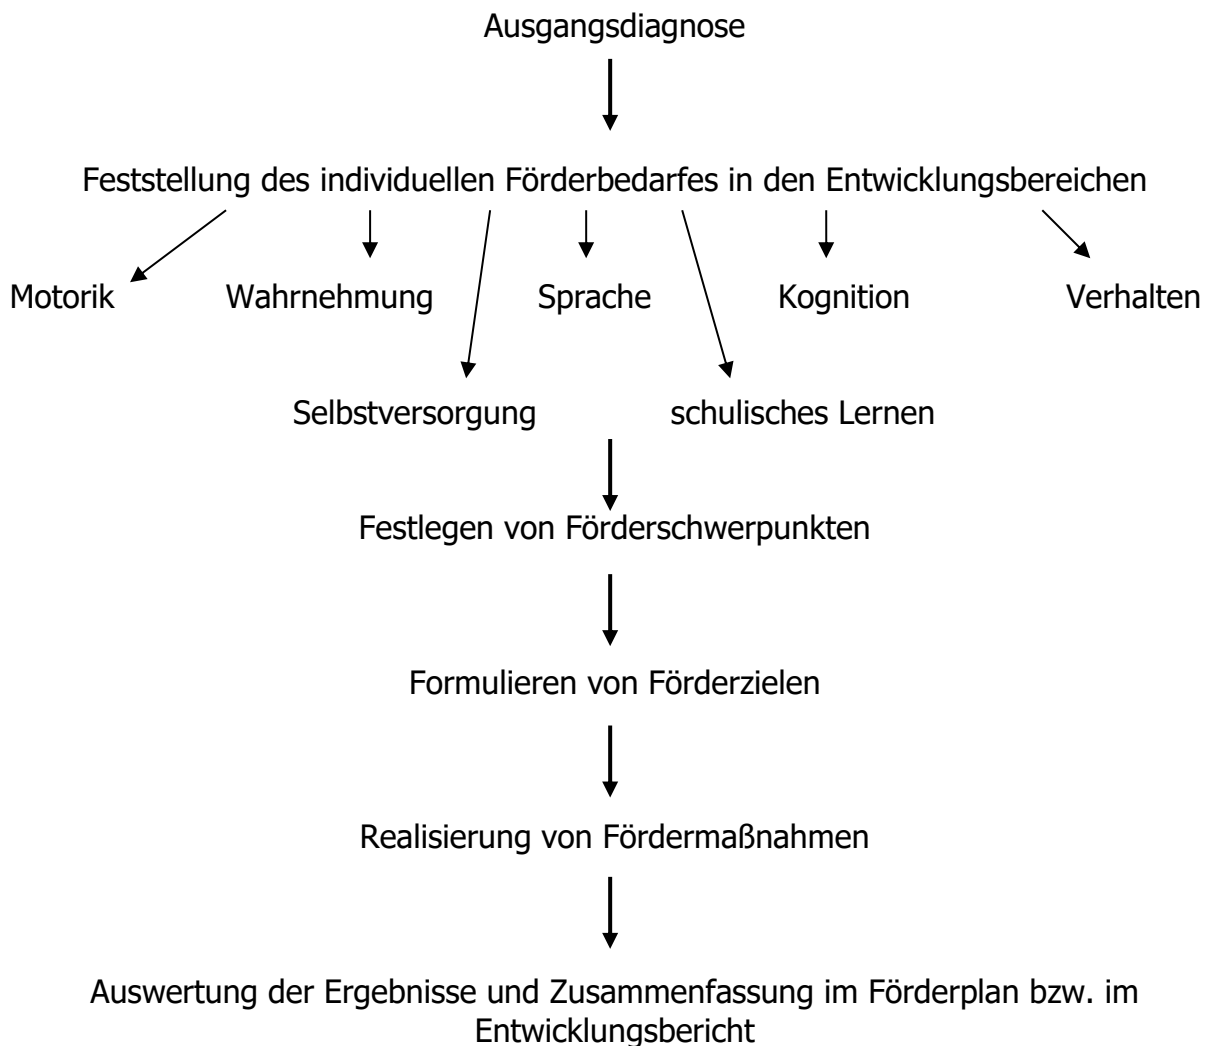 Ausgangsdiagnose
Feststellung des individuellen Förderbedarfes in den Entwicklungsbereichen
Motorik Wahrnehmung Sprache Kognition Verhalten
Selbstversorgung schulisches Lernen
Festlegen von Förderschwerpunkten
Formulieren von Förderzielen
Realisierung von Fördermaßnahmen
Auswertung der Ergebnisse und Zusammenfassung im Förderplan bzw. im
Entwicklungsbericht